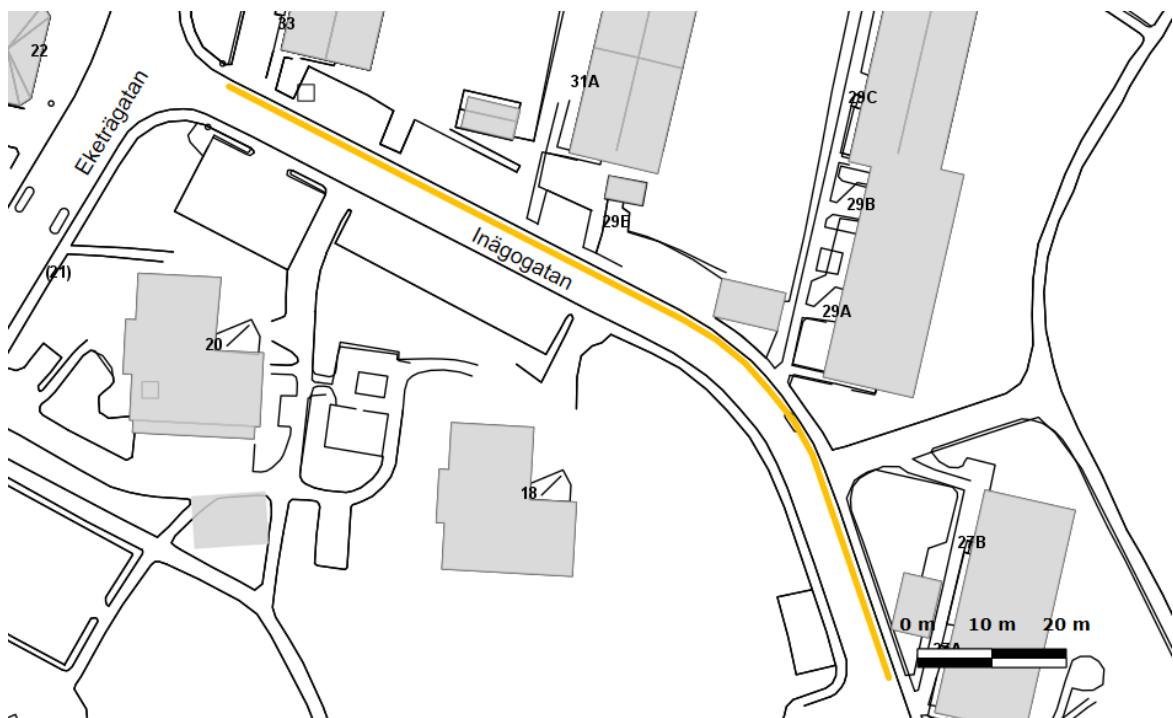 33
22
31A
29C
Eketrägatan
29B
29E
Inägogatan
(21)
29A
20
18
27B
0 m 10 m 20 m